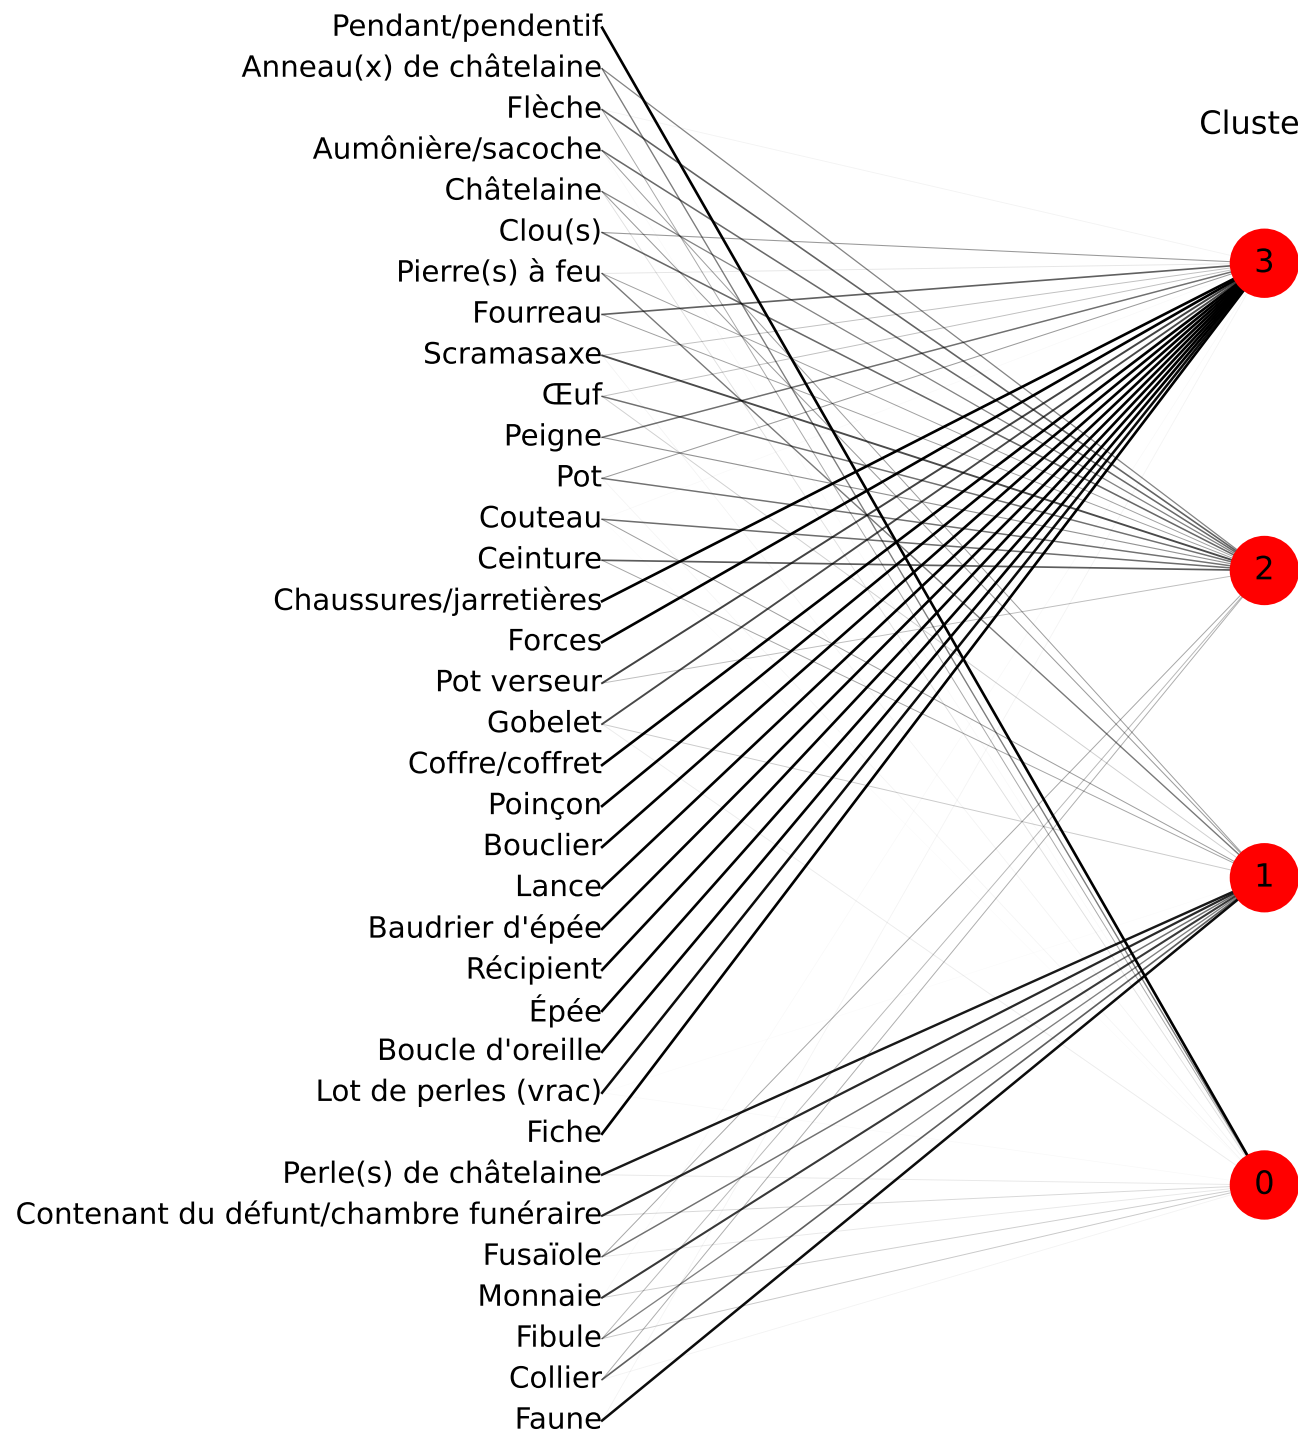 Pendant/pendentif
Anneau(x) de châtelaine
Flèche
Aumônière/sacoche
Châtelaine
Clou(s)
Pierre(s) à feu
Fourreau
Scramasaxe
Œuf
Peigne
Pot
Couteau
Ceinture
Chaussures/jarretières
Forces
Pot verseur
Gobelet
Coffre/coffret
Poinçon
Bouclier
Lance
Baudrier d'épée
Récipient
Épée
Boucle d'oreille
Lot de perles (vrac)
Fiche
Perle(s) de châtelaine
Contenant du défunt/chambre funéraire
Fusaïole
Monnaie
Fibule
Collier
Faune
Cluste
3
2
1
0